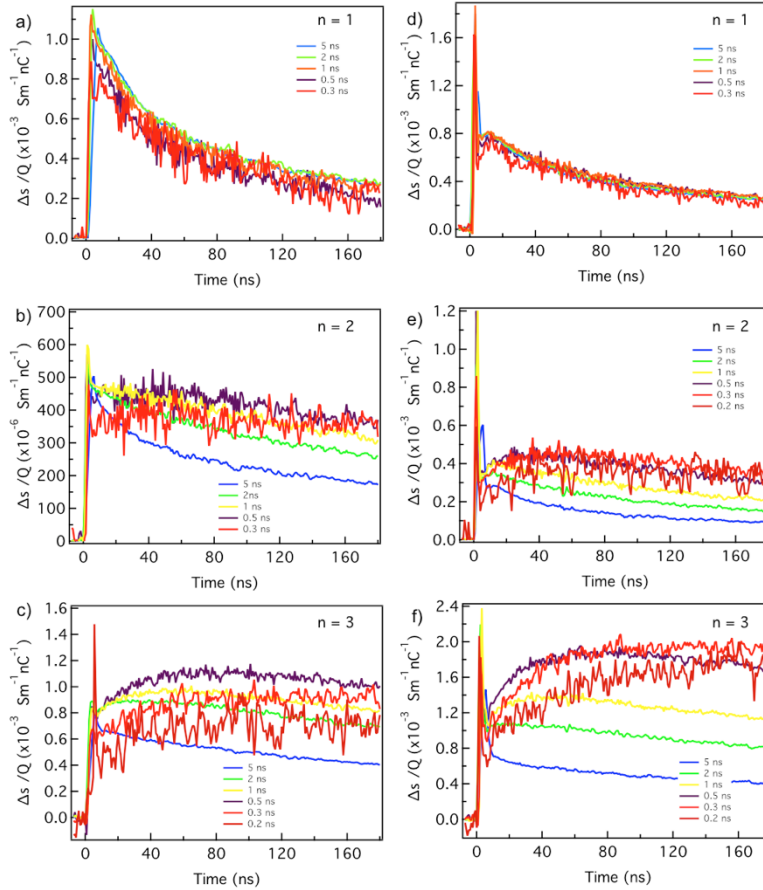 a)
n = 1
5 ns
2 ns
1 ns
0.5 ns
0.3 ns
1.0
0.8
0.6
0.4
0.2
0.0
Δs /Q (x10⁻³ Sm⁻¹nC⁻¹)
0
40
80
120
160
Time (ns)
d)
n = 1
5 ns
2 ns
1 ns
0.5 ns
0.3 ns
1.6
1.2
0.8
0.4
0.0
Δs /Q (x10⁻³ Sm⁻¹nC⁻¹)
0
40
80
120
160
Time (ns)
b)
n = 2
700
600
500
400
300
200
100
0
Δs /Q (x10⁻⁶ Sm⁻¹nC⁻¹)
5 ns
2ns
1 ns
0.5 ns
0.3 ns
0
40
80
120
160
Time (ns)
e)
n = 2
5 ns
2 ns
1 ns
0.5 ns
0.3 ns
0.2 ns
1.2
1.0
0.8
0.6
0.4
0.2
0.0
Δs /Q (x10⁻³ Sm⁻¹nC⁻¹)
0
40
80
120
160
Time (ns)
c)
n = 3
1.6
1.4
1.2
1.0
0.8
0.6
0.4
0.2
0.0
Δs /Q (x10⁻³ Sm⁻¹nC⁻¹)
5 ns
2 ns
1 ns
0.5 ns
0.3 ns
0.2 ns
0
40
80
120
160
Time (ns)
f)
n = 3
2.4
2.0
1.6
1.2
0.8
0.4
0.0
Δs /Q (x10⁻³ Sm⁻¹nC⁻¹)
5 ns
2 ns
1 ns
0.5 ns
0.3 ns
0.2 ns
0
40
80
120
160
Time (ns)